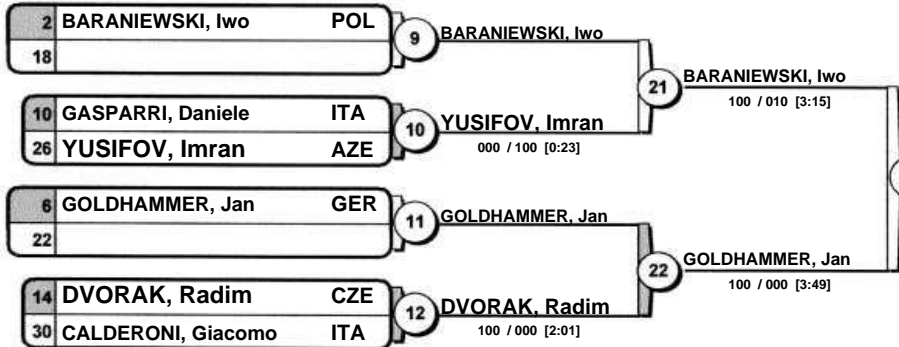 2 BARANIEWSKI, Iwo POL
18
9
BARANIEWSKI, Iwo
10 GASPARRI, Daniele ITA
26 YUSIFOV, Imran AZE
10
YUSIFOV, Imran
000 / 100 [0:23]
21
BARANIEWSKI, Iwo
100 / 010 [3:15]
6 GOLDHAMMER, Jan GER
22
11
GOLDHAMMER, Jan
14 DVORAK, Radim CZE
30 CALDERONI, Giacomo ITA
12
DVORAK, Radim
100 / 000 [2:01]
22
GOLDHAMMER, Jan
100 / 000 [3:49]